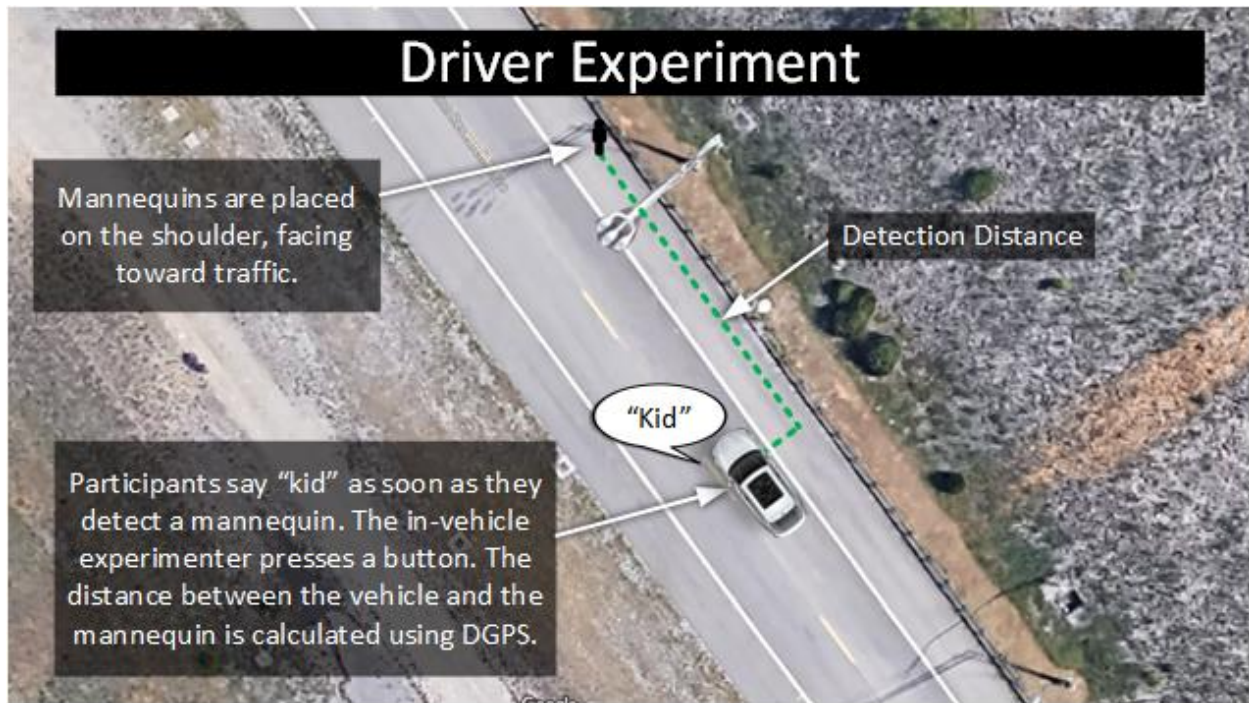 Driver Experiment
Mannequins are placed
on the shoulder, facing
toward traffic.
Detection Distance
“Kid”
Participants say “kid” as soon as they
detect a mannequin. The in-vehicle
experimenter presses a button. The
distance between the vehicle and the
mannequin is calculated using DGPS.